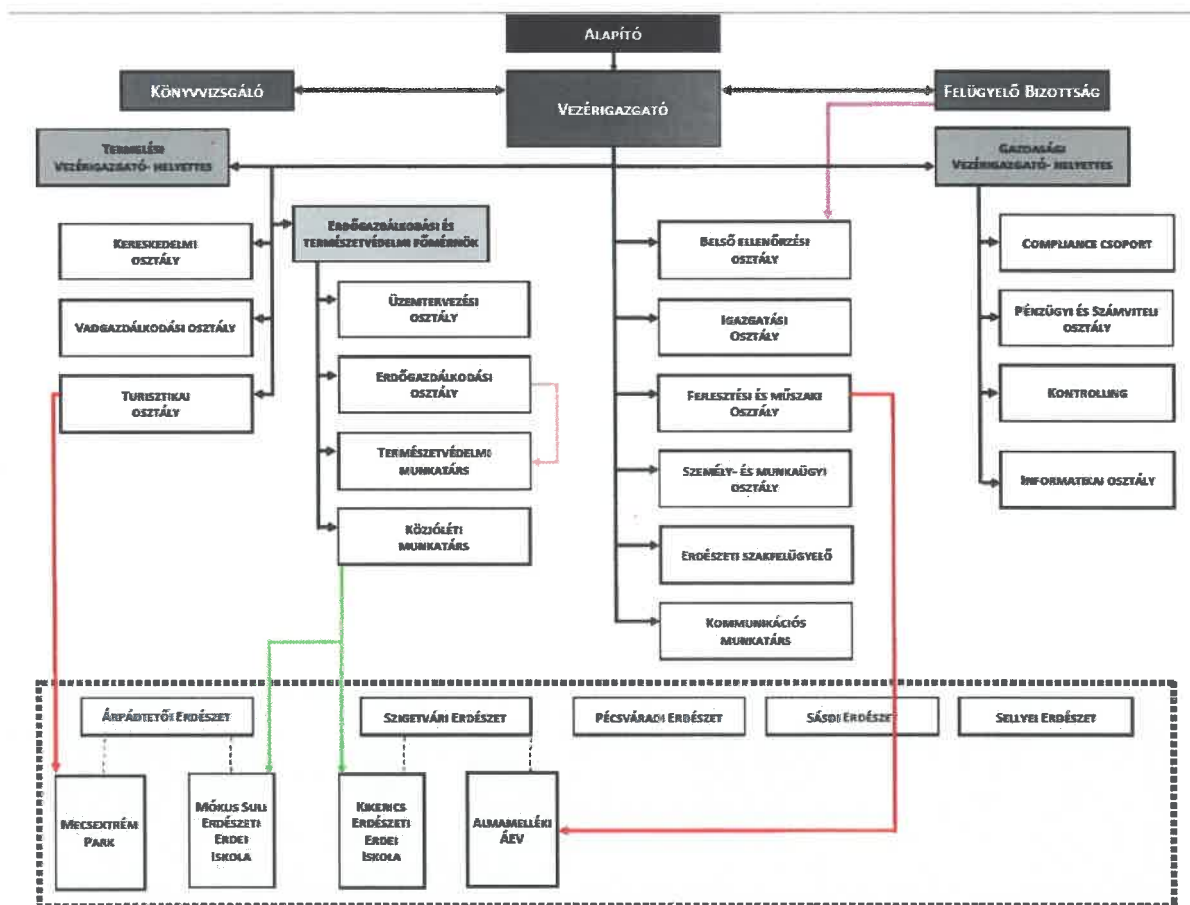 ALAPÍTÓ
KÖNYVVIZSGÁLÓ
VEZÉRIGAZGATÓ
FELÜGYELŐ BIZOTTSÁG
TERMELÉSI
VEZÉRIGAZGATÓ- HELYETTES
GAZDASÁGI
VEZÉRIGAZGATÓ- HELYETTES
KERESKEDELMI
OSZTÁLY
VADGAZDÁLKODÁSI OSZTÁLY
TURISZTIKAI
OSZTÁLY
ERDŐGAZDÁLKODÁSI ÉS
TERMÉSZETVÉDELMI FŐMÉRNÖK
ÜZEMTERVEZÉSI
OSZTÁLY
ERDŐGAZDÁLKODÁSI
OSZTÁLY
TERMÉSZETVÉDELMI
MUNKATÁRS
KÖZJÓLÉTI
MUNKATÁRS
BELSŐ ELLENŐRZÉSI
OSZTÁLY
IGAZGATÁSI
OSZTÁLY
FEJLESZTÉSI ÉS MŰSZAKI
OSZTÁLY
SZEMÉLY- ÉS MUNKAÜGYI
OSZTÁLY
ERDÉSZETI SZAKFELÜGYELŐ
KOMMUNIKÁCIÓS
MUNKATÁRS
COMPLIANCE CSOPORT
PÉNZÜGYI ÉS SZÁMVITELI
OSZTÁLY
KONTROLLING
INFORMATIKAI OSZTÁLY
ÁRPÁDTETŐI ERDÉSZET
SZIGETVÁRI ERDÉSZET
PÉCSVÁRADI ERDÉSZET
SÁSDI ERDÉSZET
SELLYEI ERDÉSZET
MECSEXTRÉM
PARK
MÓKUS SULI
ERDÉSZETI
ERDEI
ISKOLA
KIKERICS
ERDÉSZETI
ERDEI
ISKOLA
ALMAMELLÉKI
ÁEV